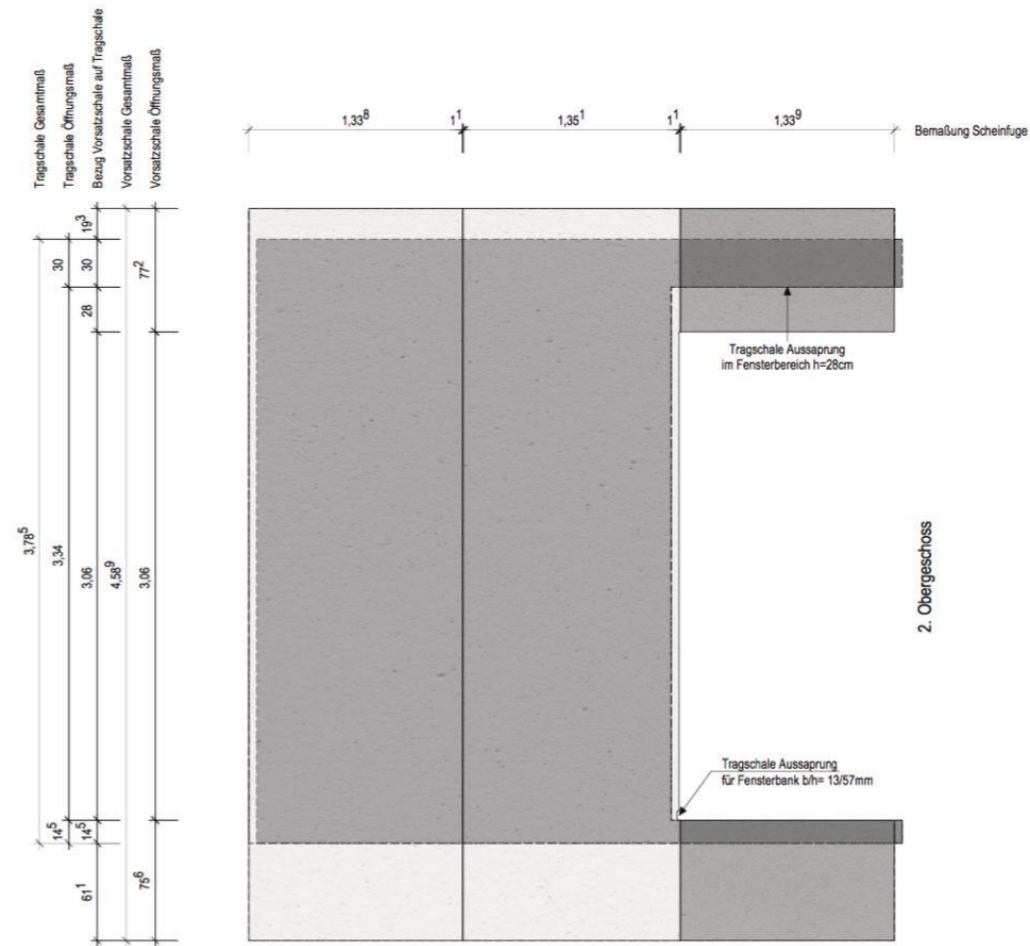 Tragschale Gesamtmaß
Tragschale Öffnungsmaß
Bezug Vorsatzschale auf Tragschale
Vorsatzschale Gesamtmaß
Vorsatzschale Öffnungsmaß
1,33⁸
1¹
1,35¹
1¹
1,33⁹
Bemaßung Scheinfuge
19³
30
30
77²
28
Tragschale Aussaprung
im Fensterbereich h=28cm
3,78⁵
3,34
3,06
4,58⁹
3,06
2. Obergeschoss
Tragschale Aussaprung
für Fensterbank b/h= 13/57mm
14⁵
14⁵
61¹
75⁶